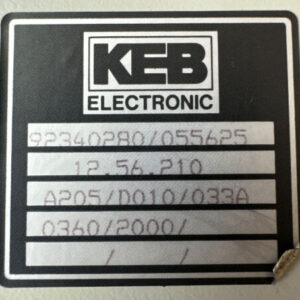 KEB
ELECTRONIC
92340280/055625
12.56.210
A205/D010/033A
0360/2000/
/ /